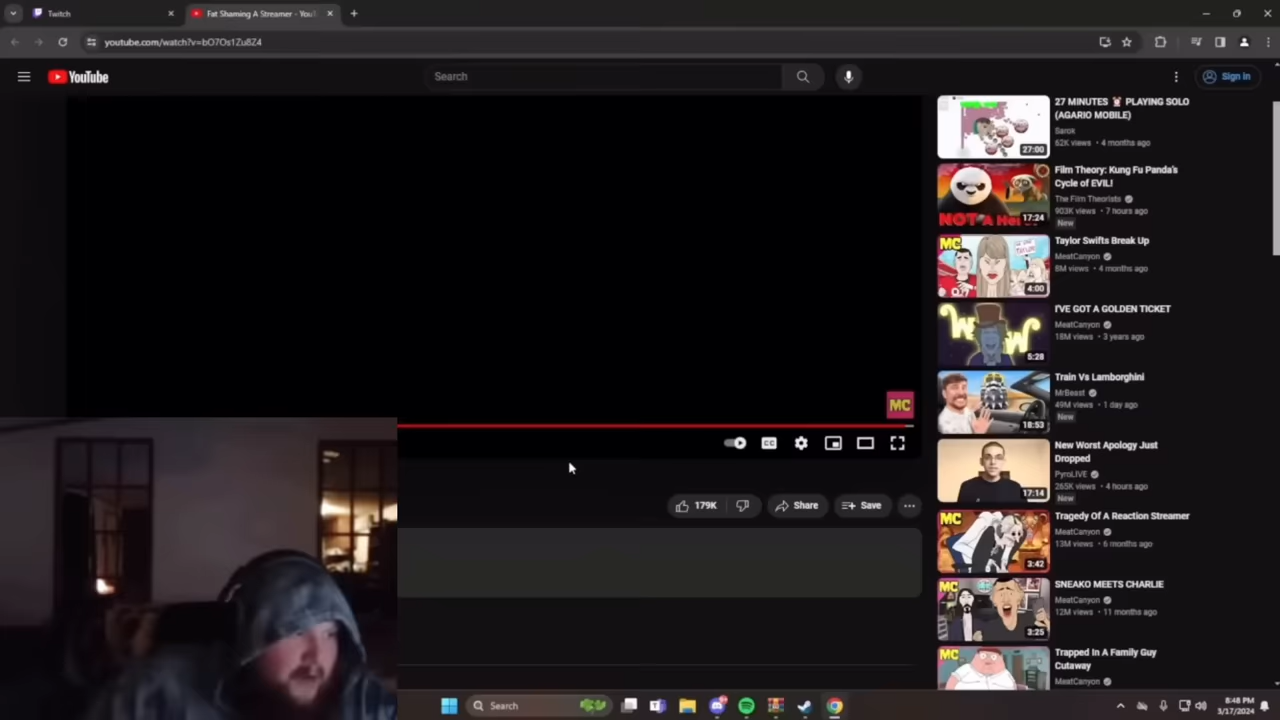 Twitch
Fat Shaming A Streamer - You
youtube.com/watch?v=bO7Os1Zu8Z4
YouTube
Search
Sign in
27 MINUTES ⏰ PLAYING SOLO
(AGARIO MOBILE)
Sarok
62K views • 4 months ago
27:00
Film Theory: Kung Fu Panda's
Cycle of EVIL!
The Film Theorists
903K views • 7 hours ago
New
17:24
MC
Taylor Swifts Break Up
MeatCanyon
8M views • 4 months ago
4:00
I'VE GOT A GOLDEN TICKET
MeatCanyon
18M views • 3 years ago
5:28
Train Vs Lamborghini
MrBeast
49M views • 1 day ago
New
18:53
MC
CC
New Worst Apology Just
Dropped
PyroLIVE
265K views • 4 hours ago
New
17:14
179K
Share
Save
MC
Tragedy Of A Reaction Streamer
MeatCanyon
13M views • 6 months ago
3:42
MC
SNEAKO MEETS CHARLIE
MeatCanyon
12M views • 11 months ago
3:25
MC
Trapped In A Family Guy
Cutaway
MeatCanyon
Search
8:48 PM
3/17/2024